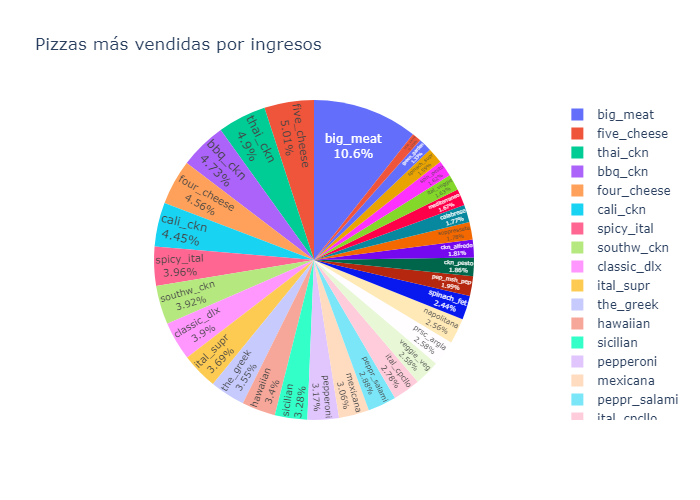 Pizzas más vendidas por ingresos
big_meat
10.6%
five_cheese
5.01%
thai_ckn
4.9%
bbq_ckn
4.73%
four_cheese
4.56%
cali_ckn
4.45%
spicy_ital
3.96%
southw_ckn
3.92%
classic_dlx
3.9%
ital_supr
3.69%
the_greek
3.55%
hawaiian
3.4%
sicilian
3.28%
pepperoni
3.17%
mexicana
3.06%
peppr_salami
2.88%
ital_cpcllo
2.78%
veggie_veg
2.58%
prsc_argla
2.58%
napolitana
2.56%
spinach_fet
2.44%
pep_msh_pep
1.99%
ckn_pesto
1.86%
ckn_alfredo
1.81%
calabrese
1.77%
mediterraneo
1.67%
big_meat
five_cheese
thai_ckn
bbq_ckn
four_cheese
cali_ckn
spicy_ital
southw_ckn
classic_dlx
ital_supr
the_greek
hawaiian
sicilian
pepperoni
mexicana
peppr_salami
ital_cpcllo